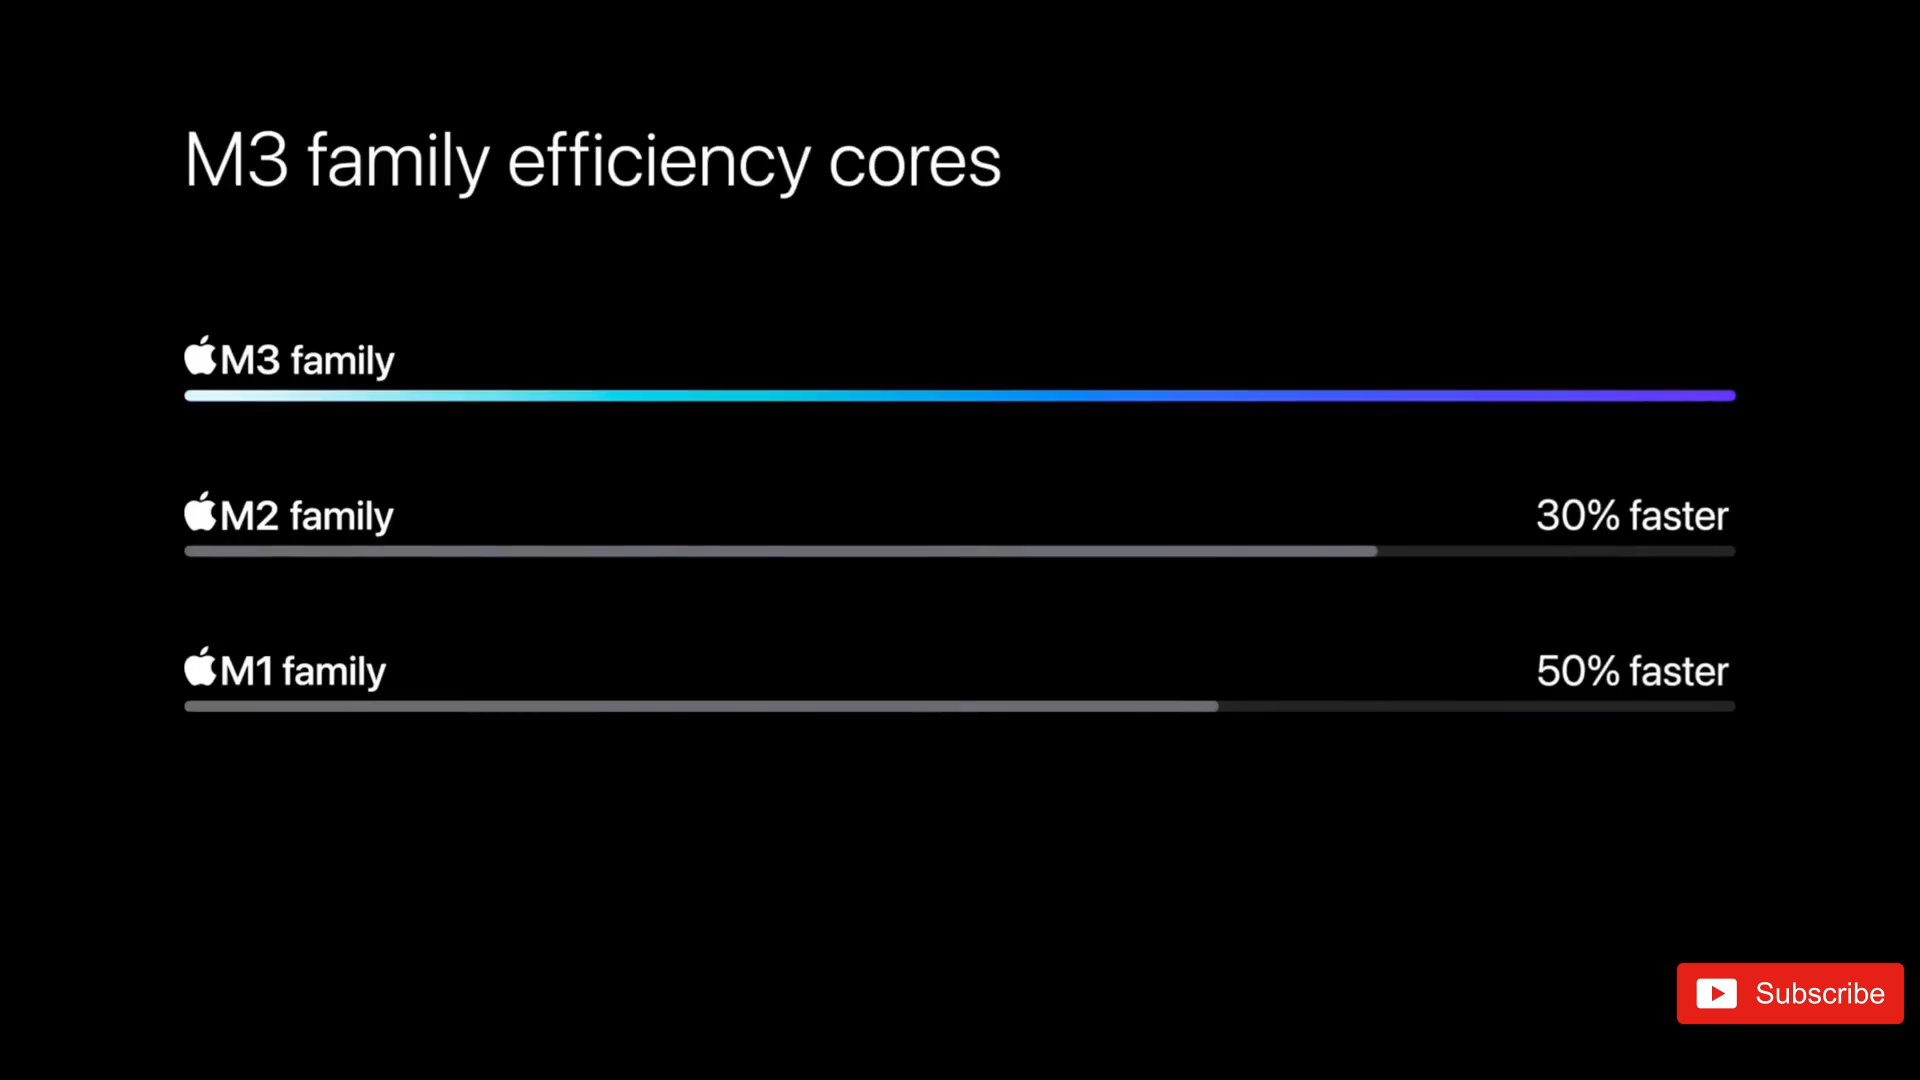 M3 family efficiency cores
M3 family
M2 family
30% faster
M1 family
50% faster
Subscribe